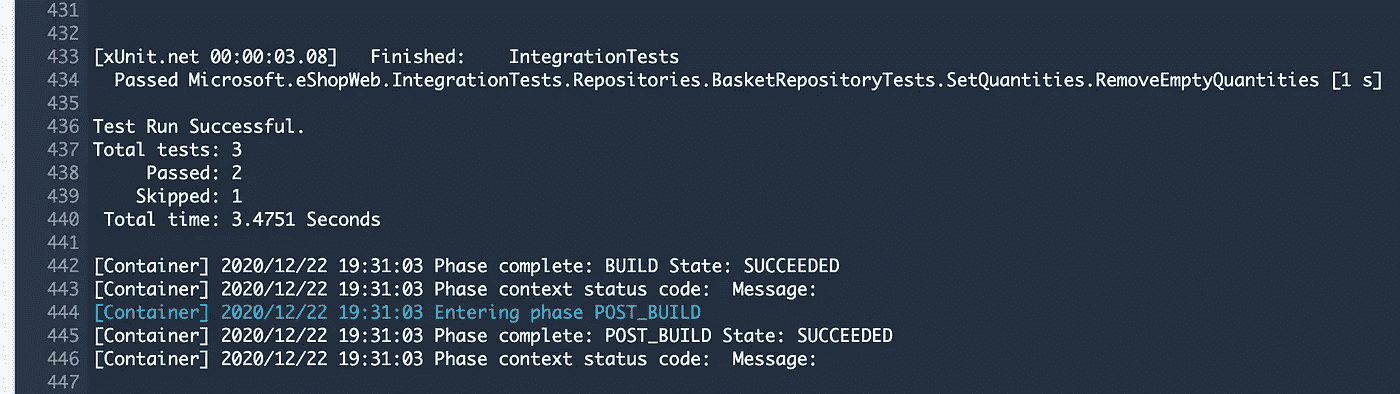 431
432
433 [xUnit.net 00:00:03.08]   Finished:    IntegrationTests
434   Passed Microsoft.eShopWeb.IntegrationTests.Repositories.BasketRepositoryTests.SetQuantities.RemoveEmptyQuantities [1 s]
435
436 Test Run Successful.
437 Total tests: 3
438      Passed: 2
439     Skipped: 1
440  Total time: 3.4751 Seconds
441
442 [Container] 2020/12/22 19:31:03 Phase complete: BUILD State: SUCCEEDED
443 [Container] 2020/12/22 19:31:03 Phase context status code:  Message:
444 [Container] 2020/12/22 19:31:03 Entering phase POST_BUILD
445 [Container] 2020/12/22 19:31:03 Phase complete: POST_BUILD State: SUCCEEDED
446 [Container] 2020/12/22 19:31:03 Phase context status code:  Message:
447